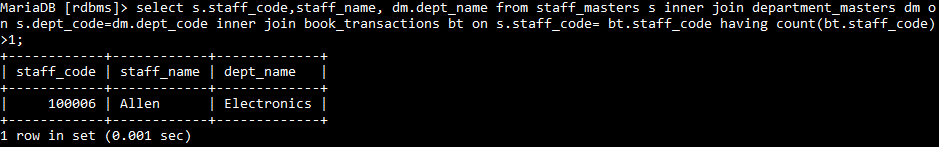 MariaDB [rdbms]> select s.staff_code,staff_name, dm.dept_name from staff_masters s inner join department_masters dm o
n s.dept_code=dm.dept_code inner join book_transactions bt on s.staff_code= bt.staff_code having count(bt.staff_code)
>1;
+------------+------------+-------------+
| staff_code | staff_name | dept_name   |
+------------+------------+-------------+
|     100006 | Allen      | Electronics |
+------------+------------+-------------+
1 row in set (0.001 sec)